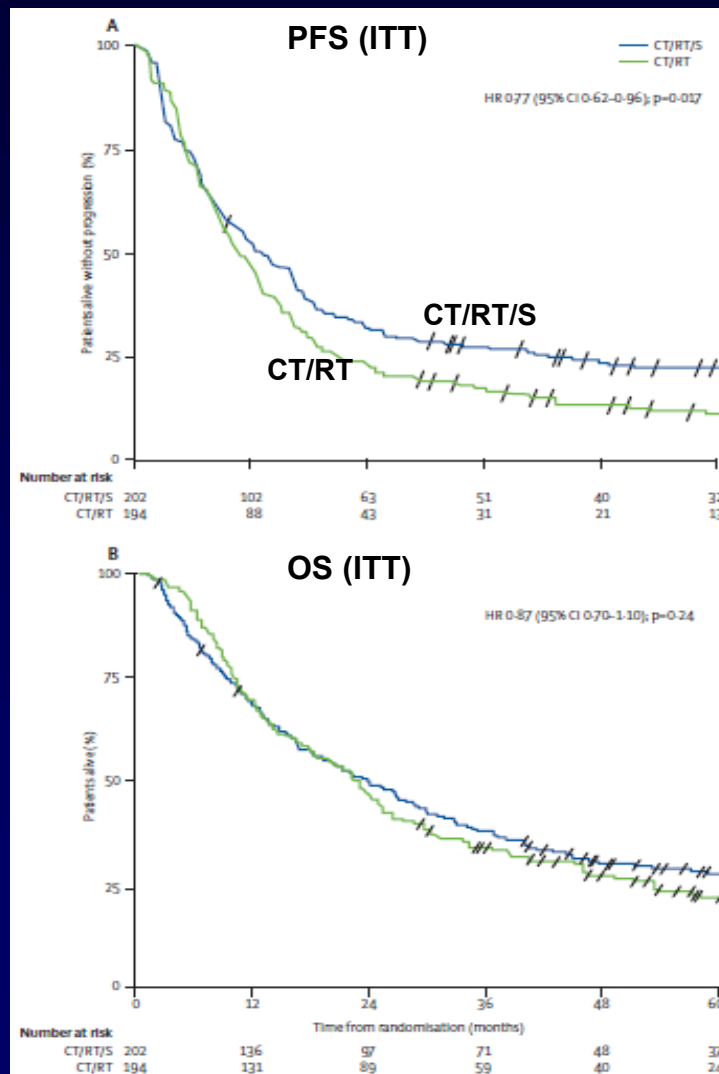 A
PFS (ITT)
100
CT/RT/S
CT/RT
HR 0·77 (95% CI 0·62–0·96); p=0·017
75
Patients alive without progression (%)
50
CT/RT/S
CT/RT
25
0
Number at risk
CT/RT/S 202 102 63 51 40 32
CT/RT 194 88 43 31 21
B
OS (ITT)
100
HR 0·87 (95% CI 0·70–1·10); p=0·24
75
Patients alive (%)
50
25
0
0 12 24 36 48 60
Time from randomisation (months)
Number at risk
CT/RT/S 202 136 97 71 48 32
CT/RT 194 131 89 59 40 24